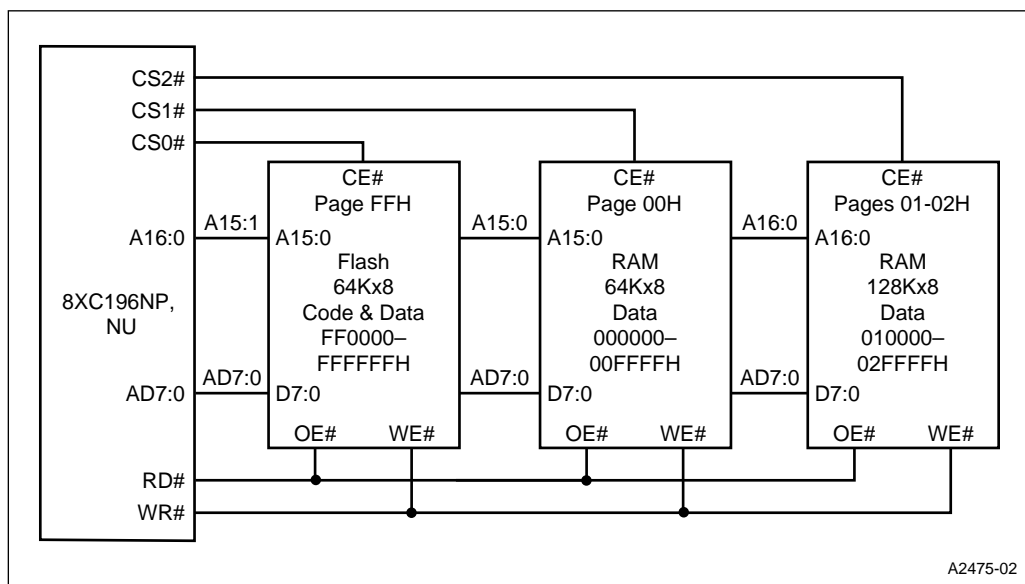 CS2#
CS1#
CS0#
A16:0
8XC196NP,
NU
AD7:0
RD#
WR#
A15:1
AD7:0
CE#
Page FFH
A15:0
Flash
64Kx8
Code & Data
FF0000–
FFFFFFH
D7:0
OE# WE#
A15:0
AD7:0
CE#
Page 00H
A15:0
RAM
64Kx8
Data
000000–
00FFFFH
D7:0
OE# WE#
A16:0
AD7:0
CE#
Pages 01-02H
A16:0
RAM
128Kx8
Data
010000–
02FFFFH
D7:0
OE# WE#
A2475-02